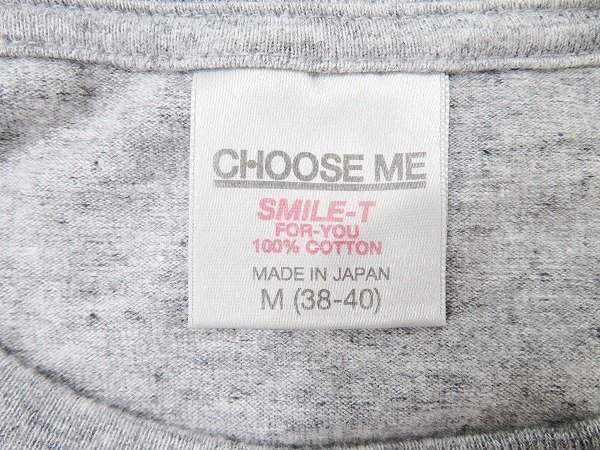 CHOOSE ME
SMILE-T
FOR-YOU
100% COTTON
MADE IN JAPAN
M (38-40)